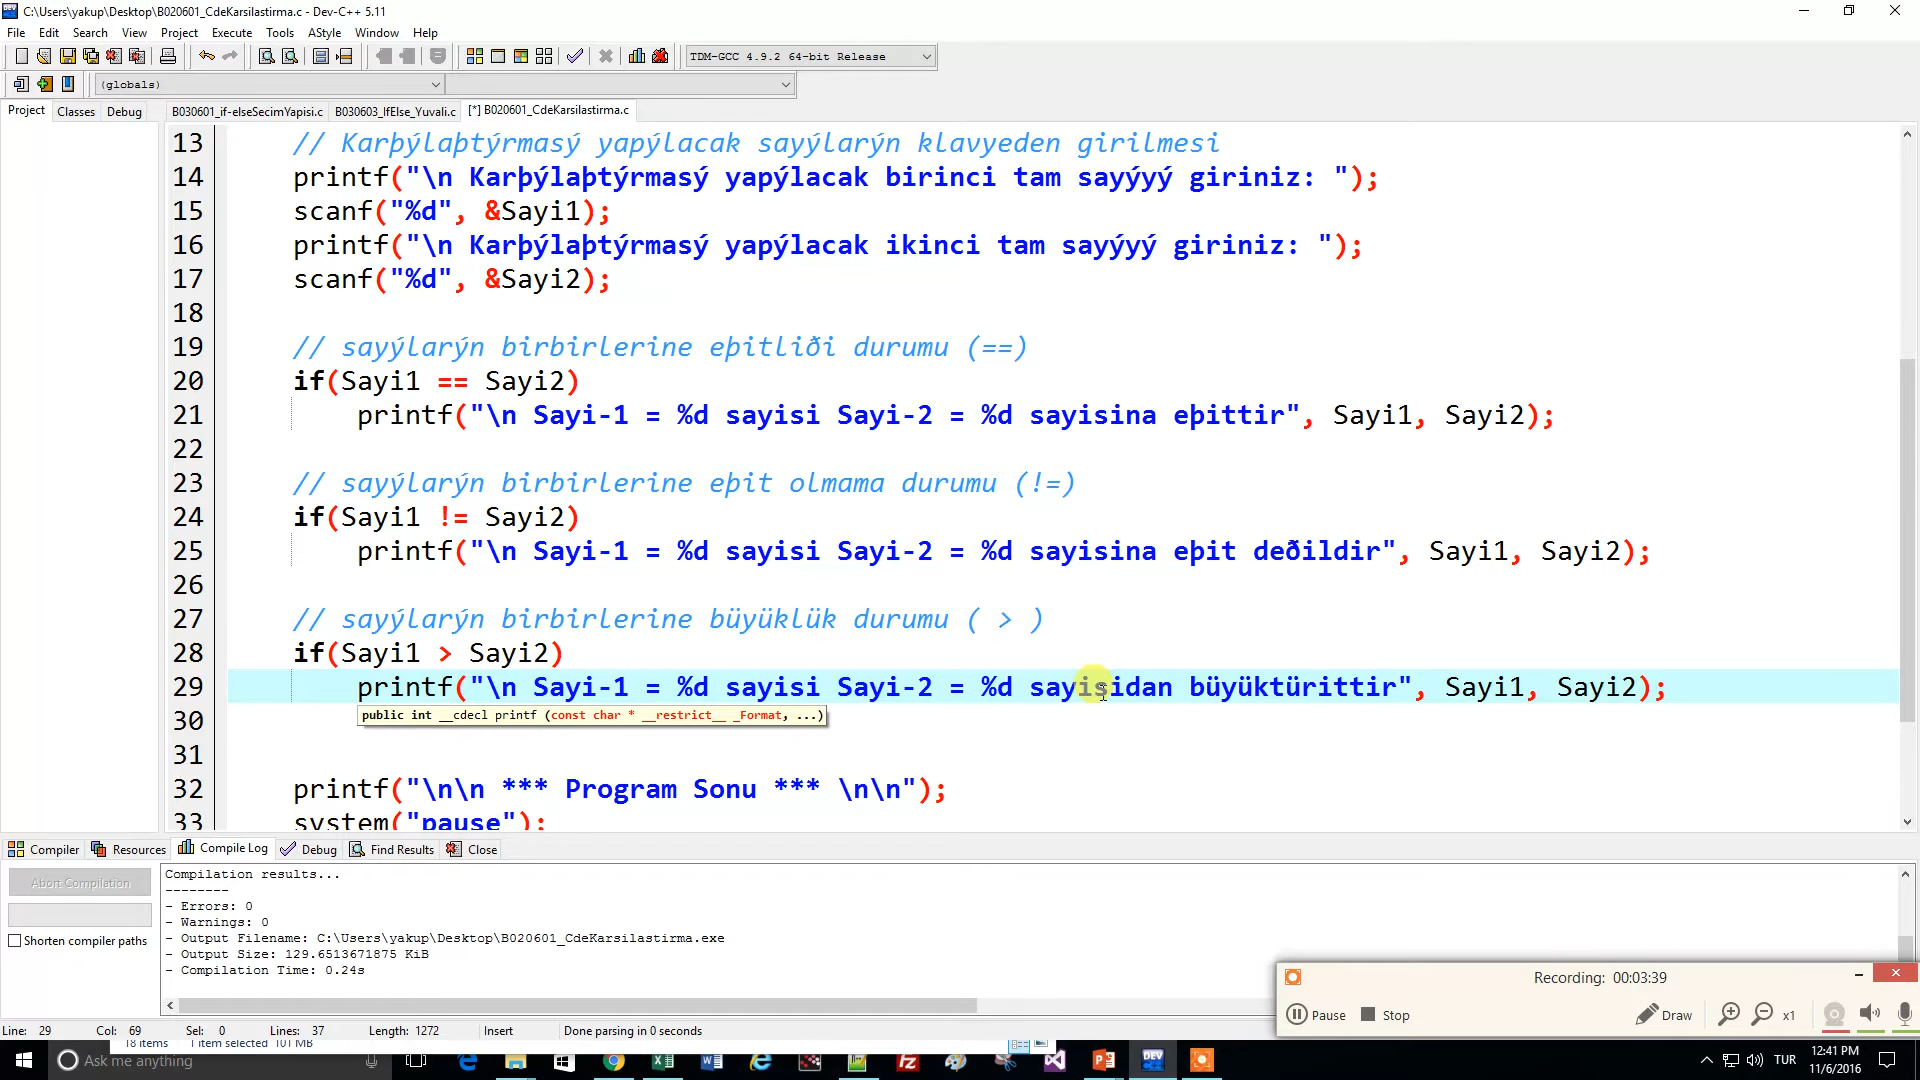 C:\Users\yakup\Desktop\B020601_CdeKarsilastirma.c - Dev-C++ 5.11
File Edit Search View Project Execute Tools AStyle Window Help
TDM-GCC 4.9.2 64-bit Release
(globals)
Project Classes Debug B030601_if-elseSecimYapisi.c B030603_IfElse_Yuvali.c [*] B020601_CdeKarsilastirma.c
13 // Karþýlaþtýrmasý yapýlacak sayýlarýn klavyeden girilmesi
14 printf("\n Karþýlaþtýrmasý yapýlacak birinci tam sayýyý giriniz: ");
15 scanf("%d", &Sayi1);
16 printf("\n Karþýlaþtýrmasý yapýlacak ikinci tam sayýyý giriniz: ");
17 scanf("%d", &Sayi2);
18
19 // sayýlarýn birbirlerine eþitliði durumu (==)
20 if(Sayi1 == Sayi2)
21 printf("\n Sayi-1 = %d sayisi Sayi-2 = %d sayisina eþittir", Sayi1, Sayi2);
22
23 // sayýlarýn birbirlerine eþit olmama durumu (!=)
24 if(Sayi1 != Sayi2)
25 printf("\n Sayi-1 = %d sayisi Sayi-2 = %d sayisina eþit deðildir", Sayi1, Sayi2);
26
27 // sayýlarýn birbirlerine büyüklük durumu ( > )
28 if(Sayi1 > Sayi2)
29 printf("\n Sayi-1 = %d sayisi Sayi-2 = %d sayisidan büyüktürittir", Sayi1, Sayi2);
public int __cdecl printf (const char * __restrict__ _Format, ...)
30
31
32 printf("\n\n *** Program Sonu *** \n\n");
33 system("pause");
Compiler Resources Compile Log Debug Find Results Close
Abort Compilation
Shorten compiler paths
Compilation results...
--------
- Errors: 0
- Warnings: 0
- Output Filename: C:\Users\yakup\Desktop\B020601_CdeKarsilastirma.exe
- Output Size: 129.6513671875 KiB
- Compilation Time: 0.24s
Recording: 00:03:39
Pause Stop Draw x1
Line: 29 Col: 69 Sel: 0 Lines: 37 Length: 1272 Insert Done parsing in 0 seconds
18 items 1 item selected 101 MB
Ask me anything
TUR
12:41 PM
11/6/2016